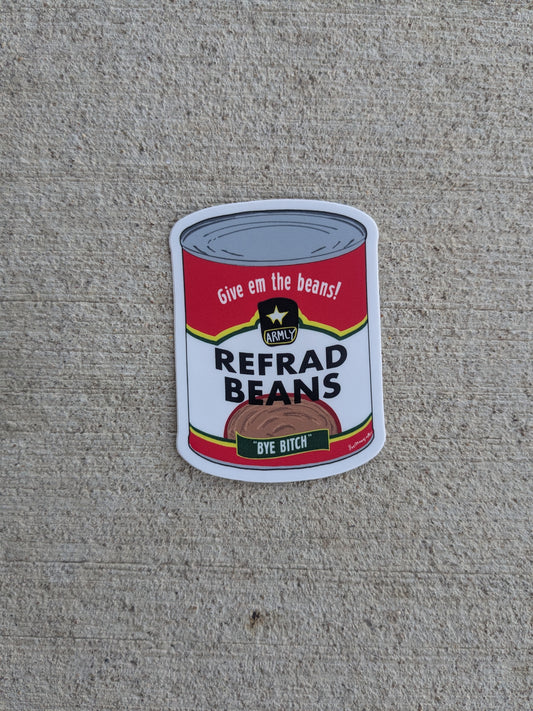 Give em the beans!
ARMLY
REFRAD
BEANS
"BYE BITCH"